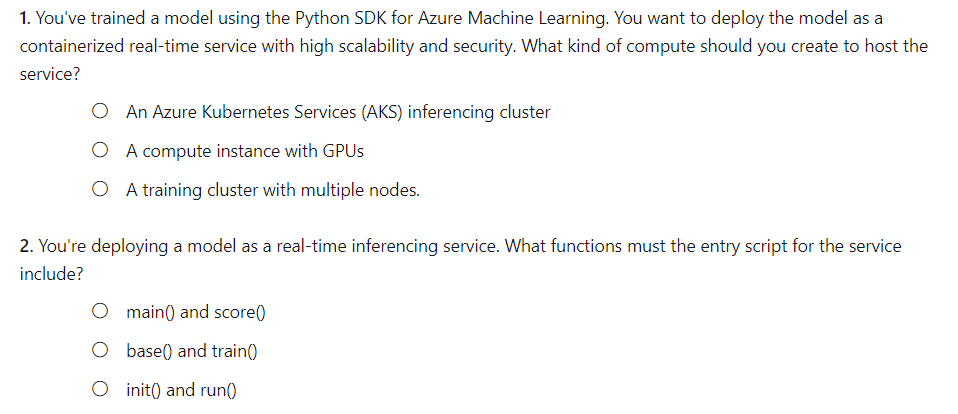 1. You've trained a model using the Python SDK for Azure Machine Learning. You want to deploy the model as a
containerized real-time service with high scalability and security. What kind of compute should you create to host the
service?
An Azure Kubernetes Services (AKS) inferencing cluster
A compute instance with GPUs
A training cluster with multiple nodes.
2. You're deploying a model as a real-time inferencing service. What functions must the entry script for the service
include?
main() and score()
base() and train()
init() and run()